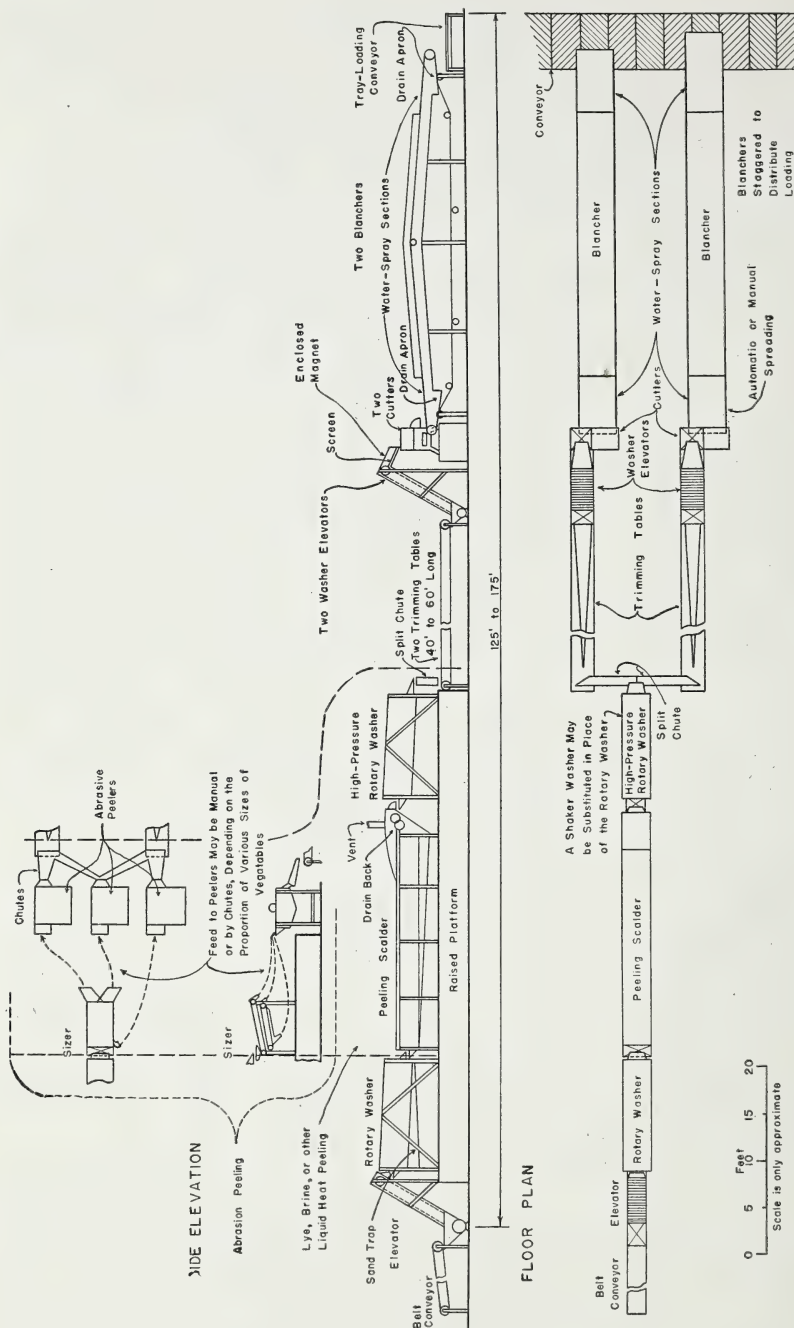 SIDE ELEVATION
Abrasion Peeling
Chutes
Abrasive
Peelers
Sizer
Feed to Peelers May be Manual
or by Chutes, Depending on the
Proportion of Various Sizes of
Vegatables
Sizer
Lye, Brine, or other
Liquid Heat Peeling
Belt
Conveyor
Elevator
Sand Trap
Rotary Washer
Peeling Scalder
Drain Back
Vent
High-Pressure
Rotary Washer
Raised Platform
Split Chute
Two Trimming Tables
40' to 60' Long
Two Washer Elevators
Screen
Enclosed
Magnet
Two
Cutters
Drain Apron
Water-Spray Sections
Two Blanchers
Tray-Loading
Conveyor
Drain Apron
125' to 175'
FLOOR PLAN
Belt
Conveyor
Elevator
Rotary Washer
Peeling Scalder
High-Pressure
Rotary Washer
A Shaker Washer May
be Substituted in Place
of the Rotary Washer
Split
Chute
Trimming Tables
Washer
Elevators
Cutters
Water-Spray Sections
Blancher
Blancher
Conveyor
Automatic or Manual
Spreading
Blanchers
Staggered to
Distribute
Loading
0 5 10 15 20
Feet
Scale is only approximate